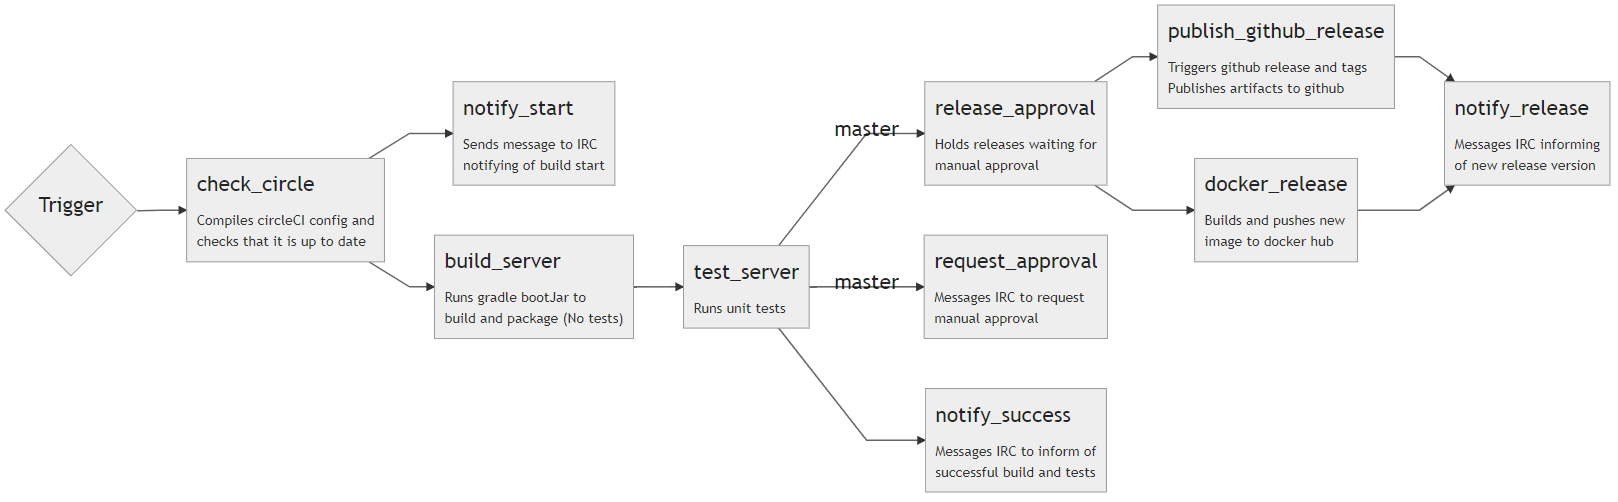 Trigger
check_circle
Compiles circleCI config and
checks that it is up to date
notify_start
Sends message to IRC
notifying of build start
build_server
Runs gradle bootJar to
build and package (No tests)
test_server
Runs unit tests
master
release_approval
Holds releases waiting for
manual approval
master
request_approval
Messages IRC to request
manual approval
notify_success
Messages IRC to inform of
successful build and tests
publish_github_release
Triggers github release and tags
Publishes artifacts to github
docker_release
Builds and pushes new
image to docker hub
notify_release
Messages IRC informing
of new release version